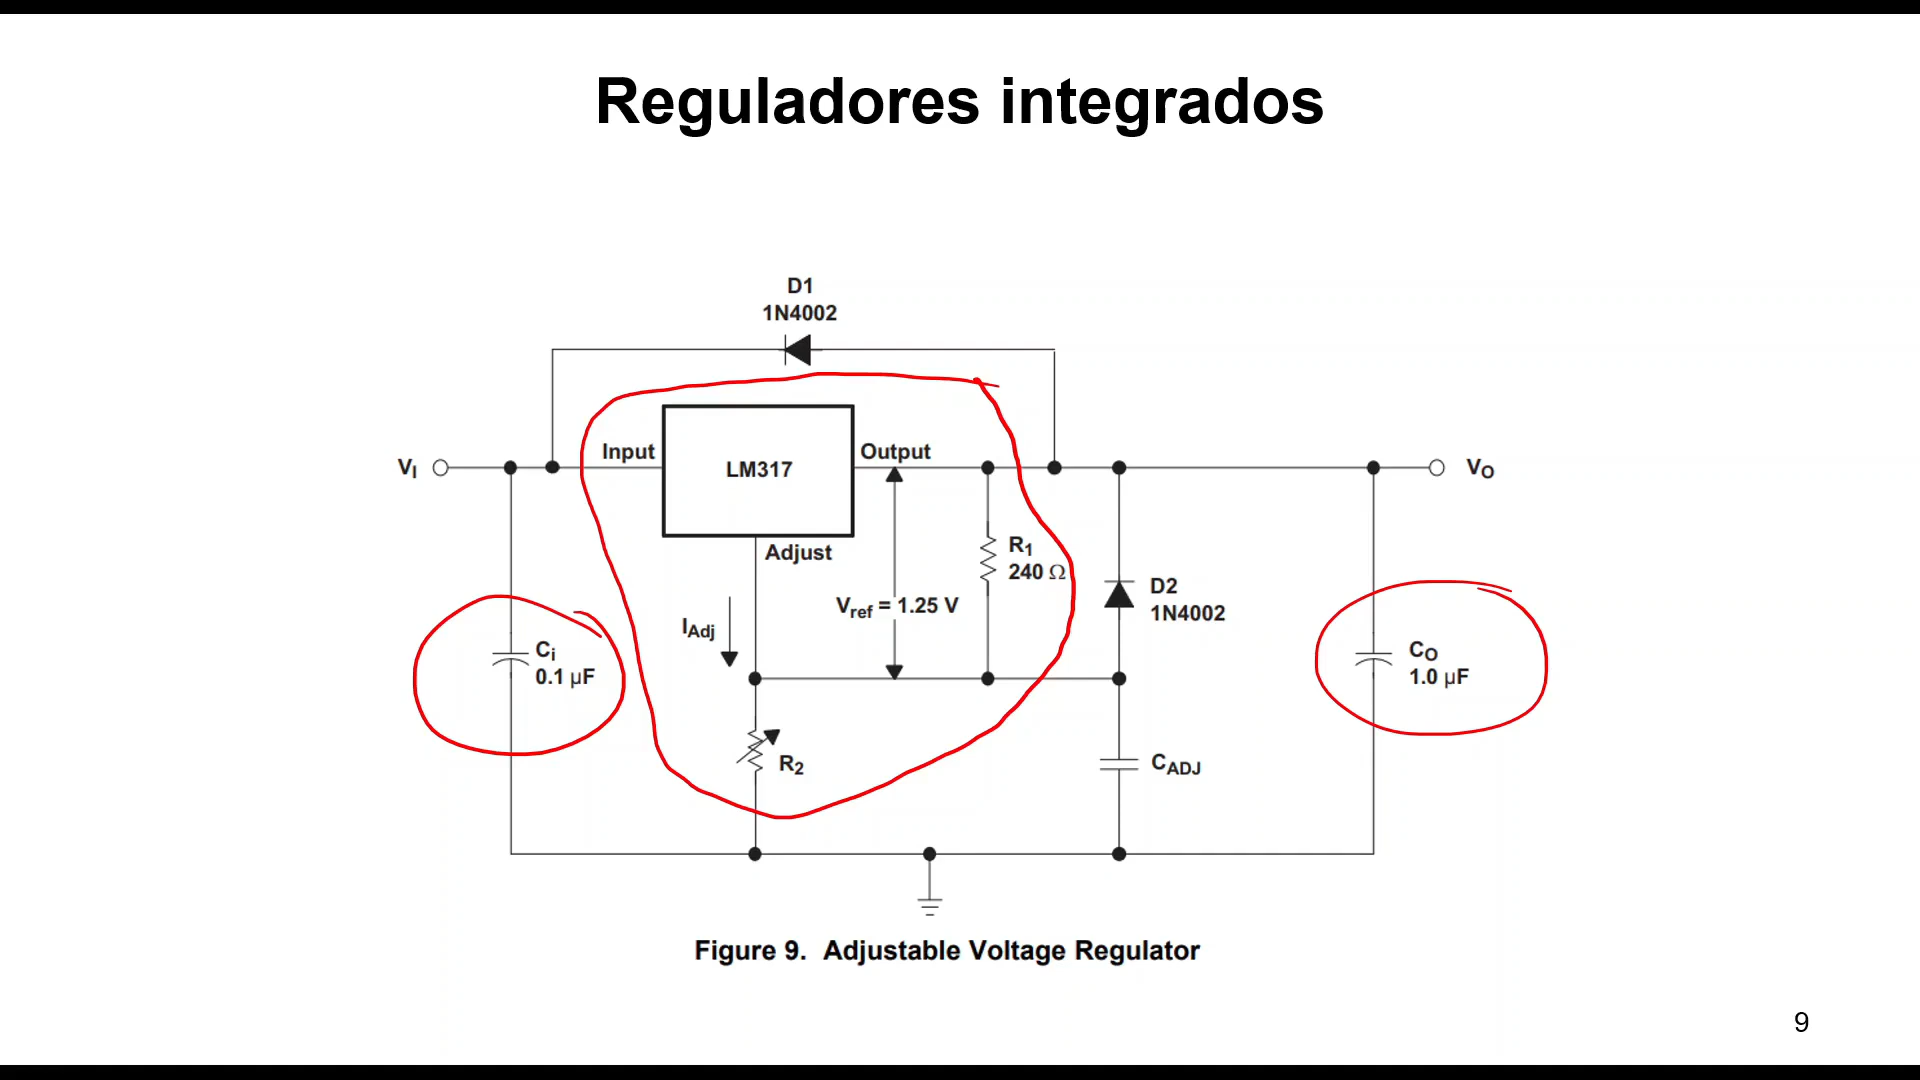 Reguladores integrados
D1
1N4002
Input
LM317
Output
VI
VO
Adjust
R1
240 Ω
D2
1N4002
Vref = 1.25 V
IAdj
Ci
0.1 µF
CO
1.0 µF
R2
CADJ
Figure 9. Adjustable Voltage Regulator
9